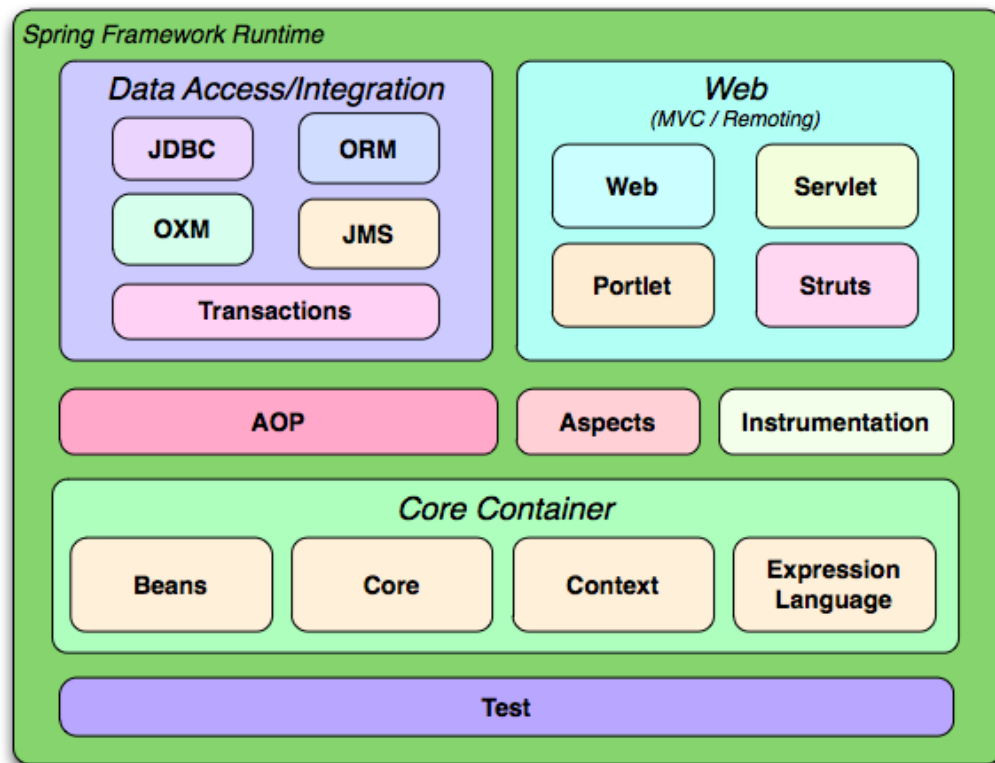 Spring Framework Runtime
Data Access/Integration
JDBC
ORM
OXM
JMS
Transactions
Web
(MVC / Remoting)
Web
Servlet
Portlet
Struts
AOP
Aspects
Instrumentation
Core Container
Beans
Core
Context
Expression
Language
Test